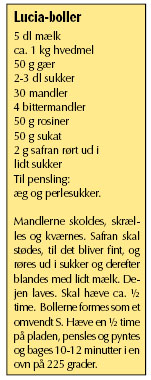 Lucia-boller
5 dl mælk
ca. 1 kg hvedmel
50 g gær
2-3 dl sukker
30 mandler
4 bittermandler
50 g rosiner
50 g sukat
2 g safran rørt ud i
lidt sukker
Til pensling:
æg og perlesukker.
Mandlerne skoldes, skræl-
les og kværnes. Safran skal
stødes, til det bliver fint, og
røres ud i sukker og derefter
blandes med lidt mælk. De-
jen laves. Skal hæve ca. ½
time. Bollerne formes som et
omvendt S. Hæve en ½ time
på pladen, pensles og pyntes
og bages 10-12 minutter i en
ovn på 225 grader.